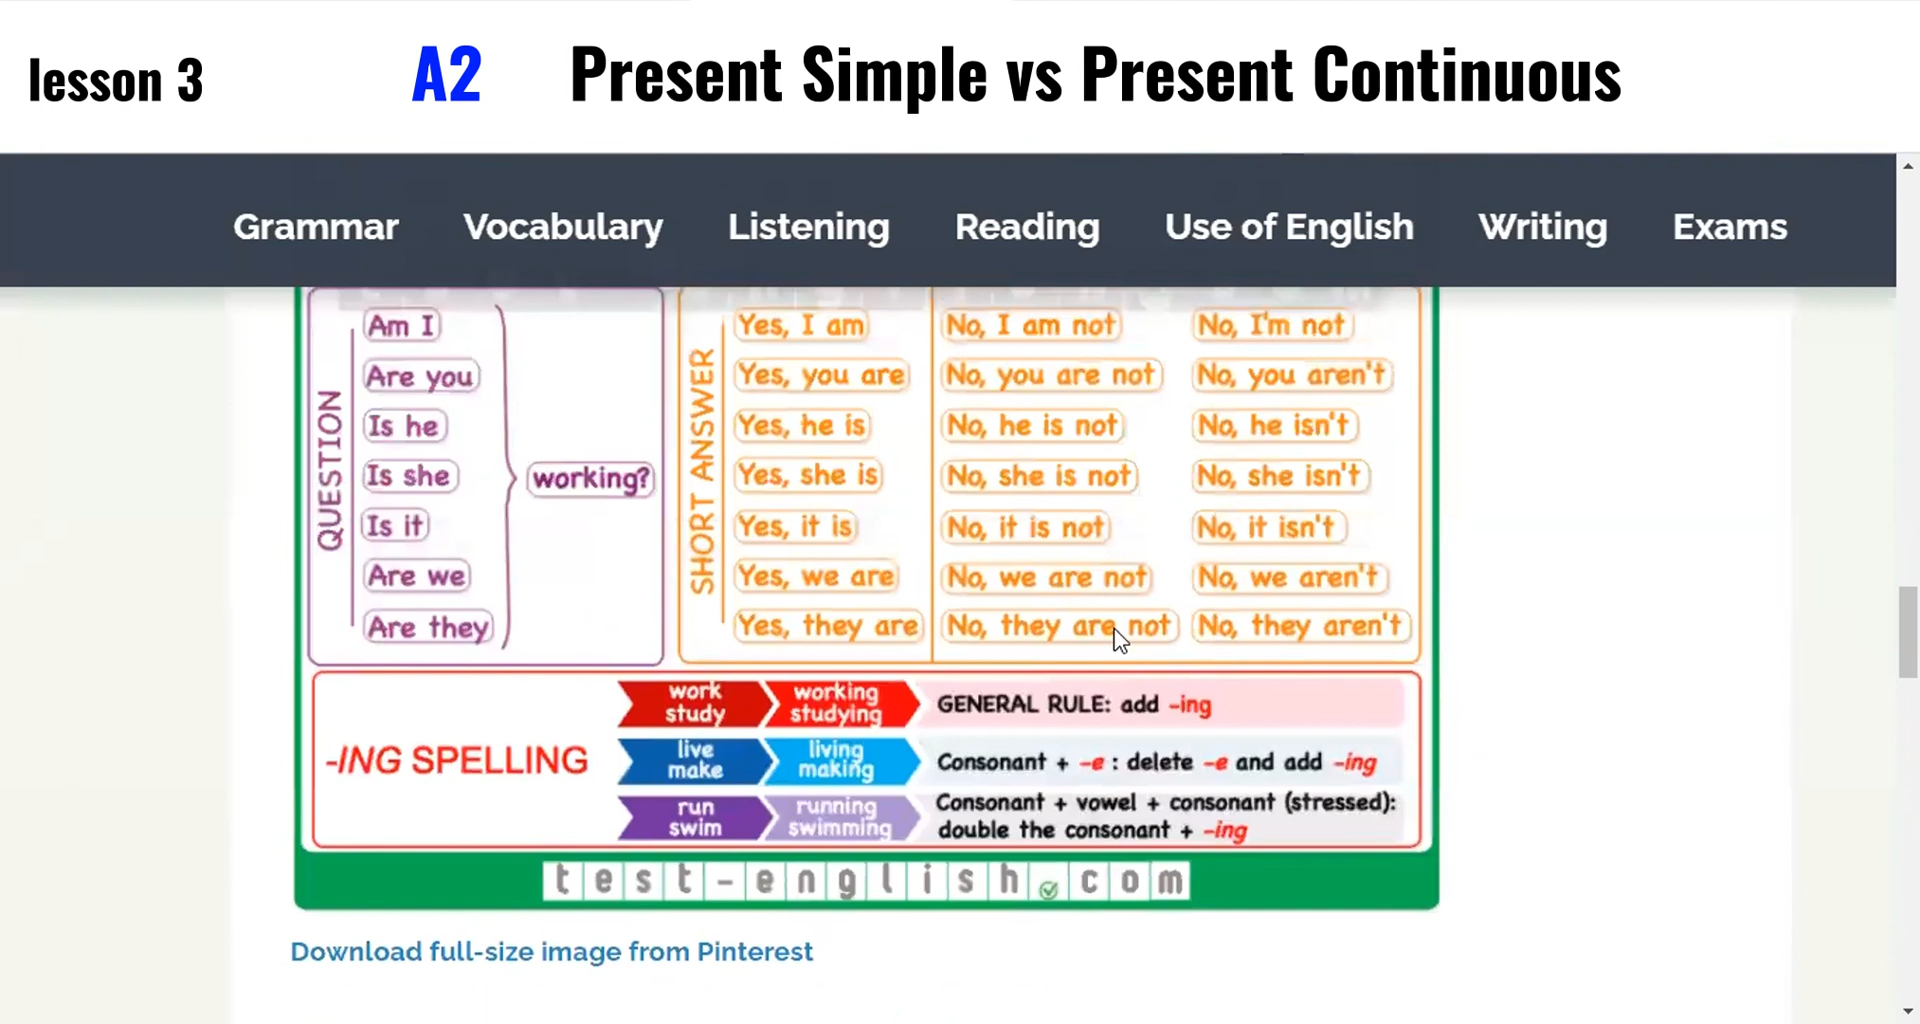 lesson 3 A2 Present Simple vs Present Continuous
Grammar Vocabulary Listening Reading Use of English Writing Exams
QUESTION
Am I
Are you
Is he
Is she
Is it
Are we
Are they
working?
SHORT ANSWER
Yes, I am No, I am not No, I'm not
Yes, you are No, you are not No, you aren't
Yes, he is No, he is not No, he isn't
Yes, she is No, she is not No, she isn't
Yes, it is No, it is not No, it isn't
Yes, we are No, we are not No, we aren't
Yes, they are No, they are not No, they aren't
-ING SPELLING
work working GENERAL RULE: add -ing
study studying
live living Consonant + -e : delete -e and add -ing
make making
run running Consonant + vowel + consonant (stressed):
swim swimming double the consonant + -ing
test-english.com
Download full-size image from Pinterest